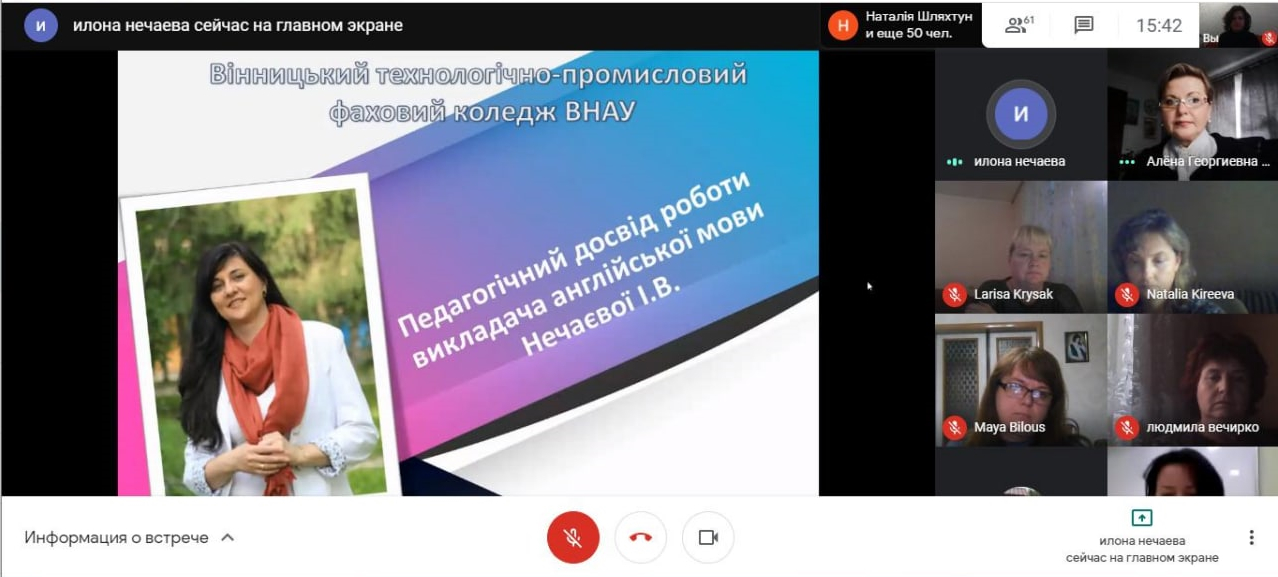 И
илона нечаева сейчас на главном экране
Н
Наталія Шляхтун
и еще 50 чел.
61
15:42
Вы
Вінницький технологічно-промисловий
фаховий коледж ВНАУ
Педагогічний досвід роботи
викладача англійської мови
Нечаєвої І.В.
И
илона нечаева
Алёна Георгиевна ...
Larisa Krysak
Natalia Kireeva
Maya Bilous
людмила вечирко
Информация о встрече
илона нечаева
сейчас на главном экране